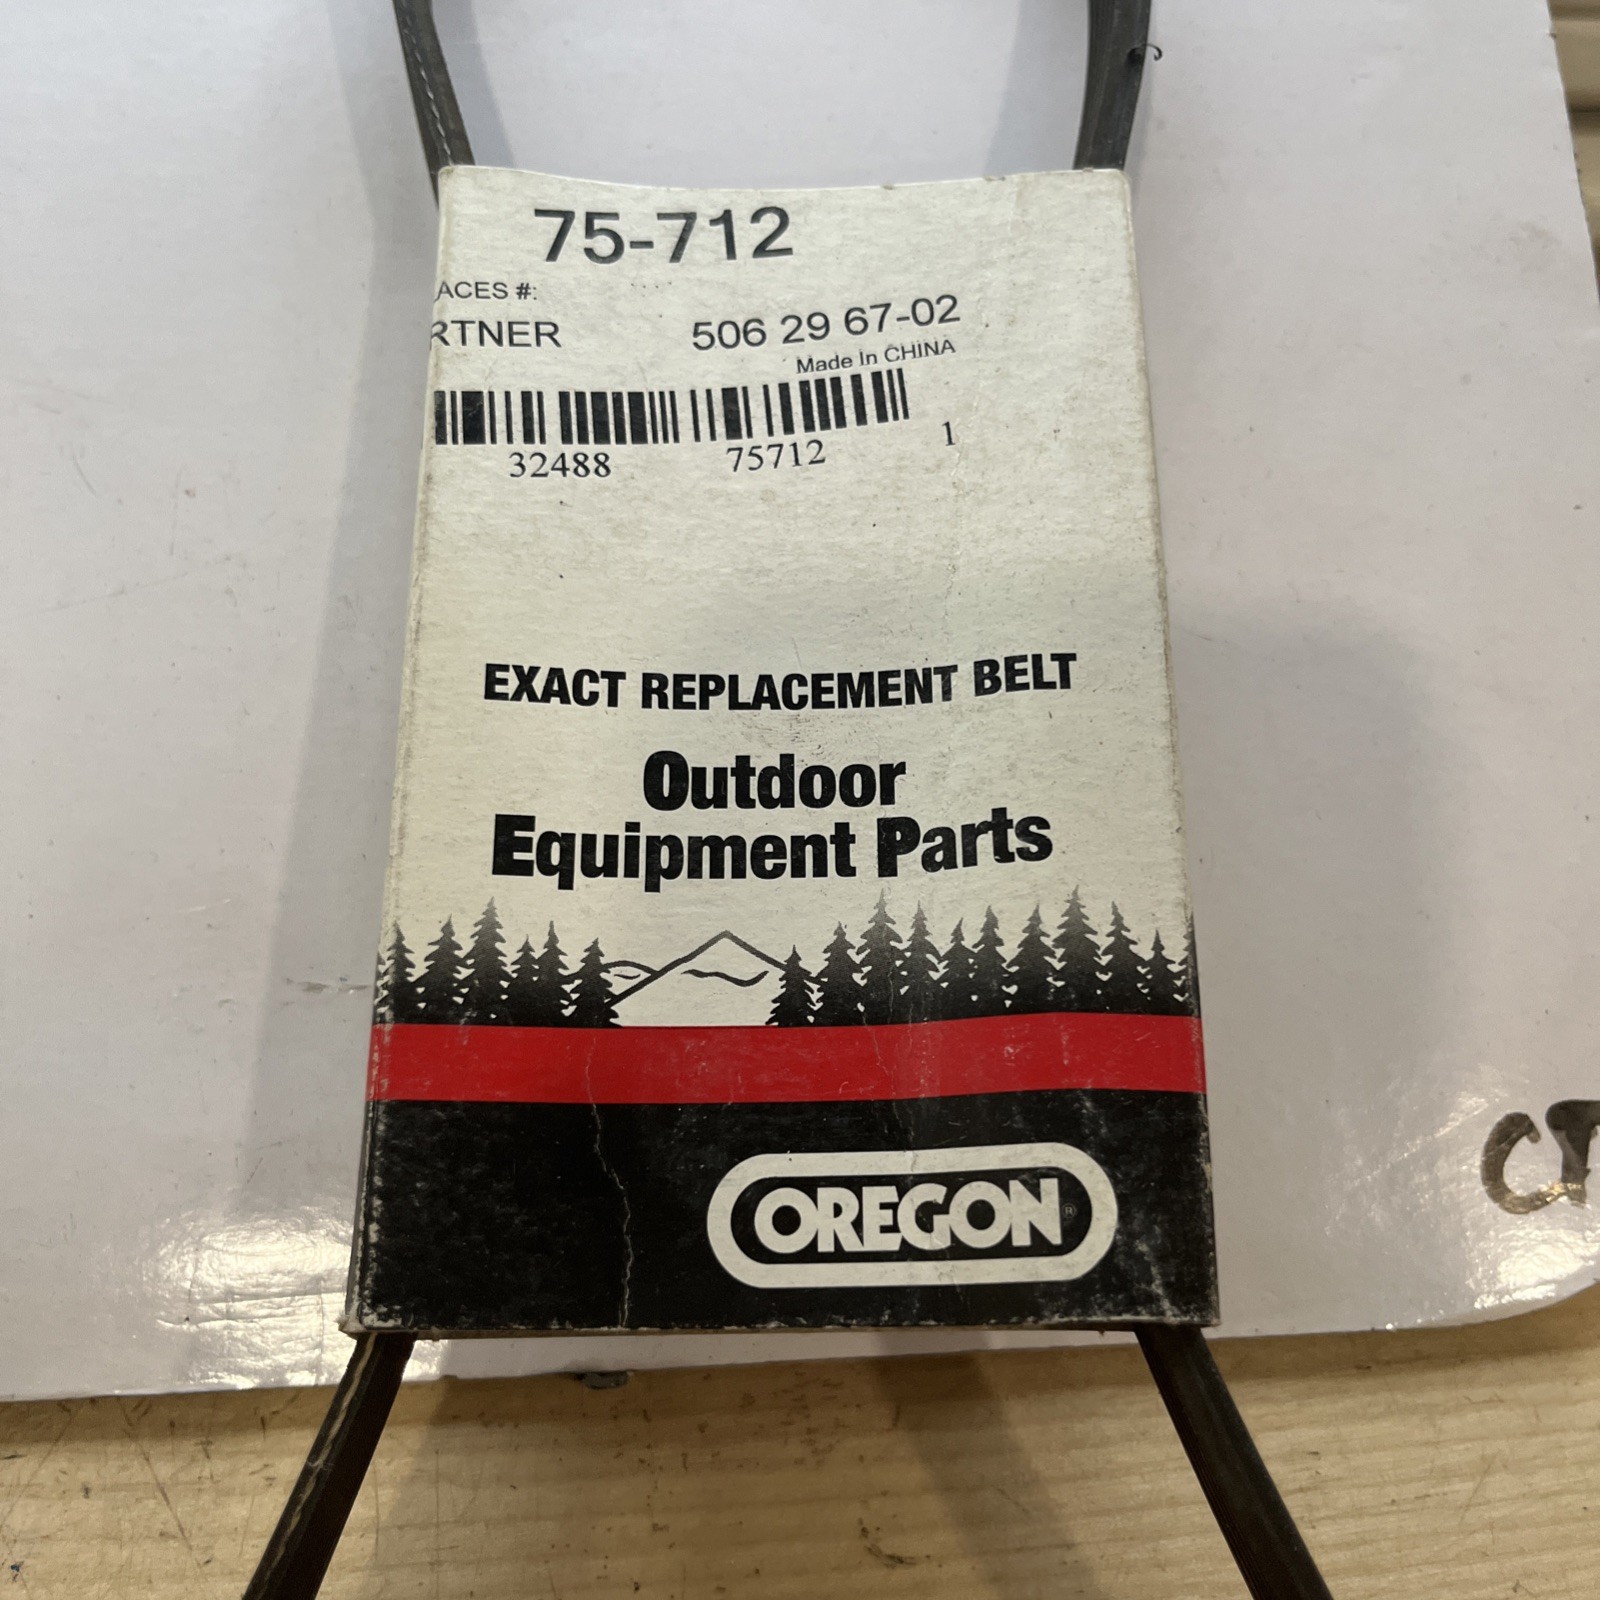 75-712
ACES #:
RTNER 506 29 67-02
Made In CHINA
32488 75712 1
EXACT REPLACEMENT BELT
Outdoor
Equipment Parts
OREGON®